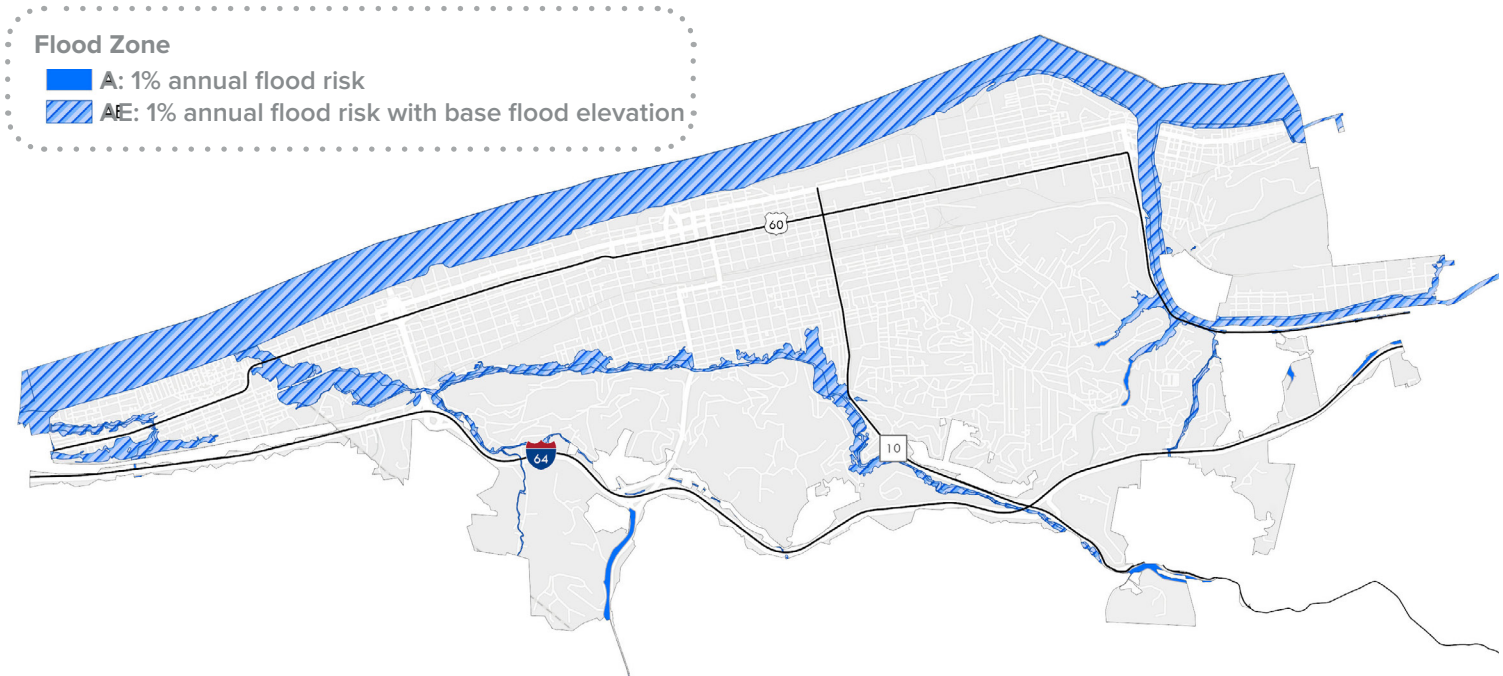 Flood Zone
A: 1% annual flood risk
AE: 1% annual flood risk with base flood elevation
60
64
10